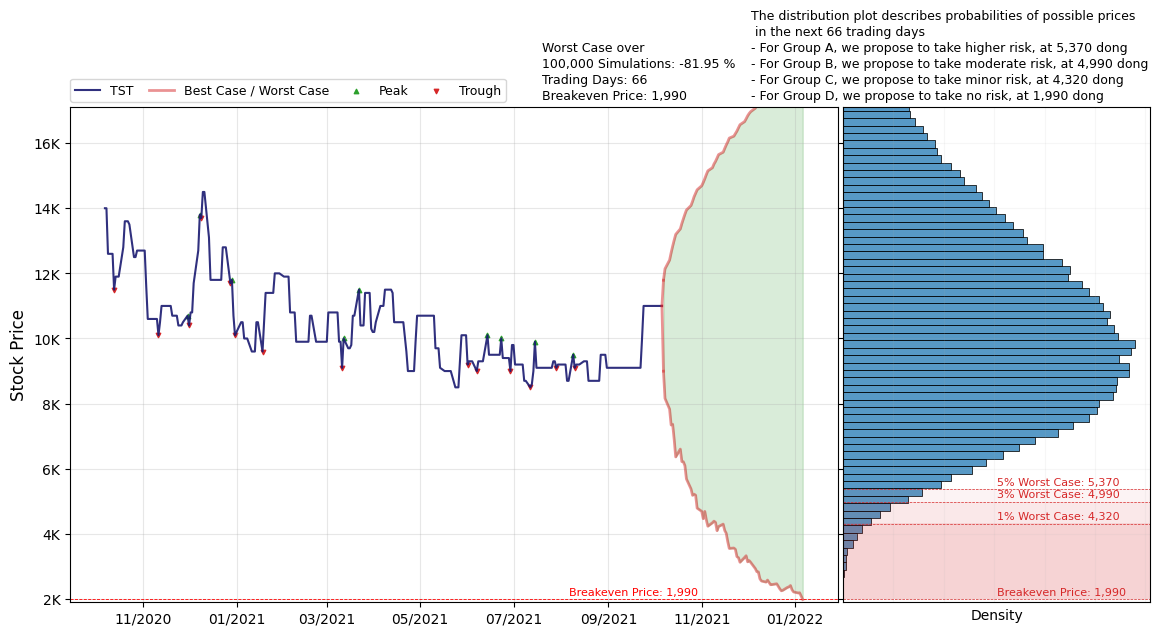 The distribution plot describes probabilities of possible prices
in the next 66 trading days
- For Group A, we propose to take higher risk, at 5,370 dong
- For Group B, we propose to take moderate risk, at 4,990 dong
- For Group C, we propose to take minor risk, at 4,320 dong
- For Group D, we propose to take no risk, at 1,990 dong
Worst Case over
100,000 Simulations: -81.95 %
Trading Days: 66
Breakeven Price: 1,990
TST
Best Case / Worst Case
Peak
Trough
Stock Price
16K
14K
12K
10K
8K
6K
4K
2K
11/2020
01/2021
03/2021
05/2021
07/2021
09/2021
11/2021
01/2022
Breakeven Price: 1,990
5% Worst Case: 5,370
3% Worst Case: 4,990
1% Worst Case: 4,320
Breakeven Price: 1,990
Density